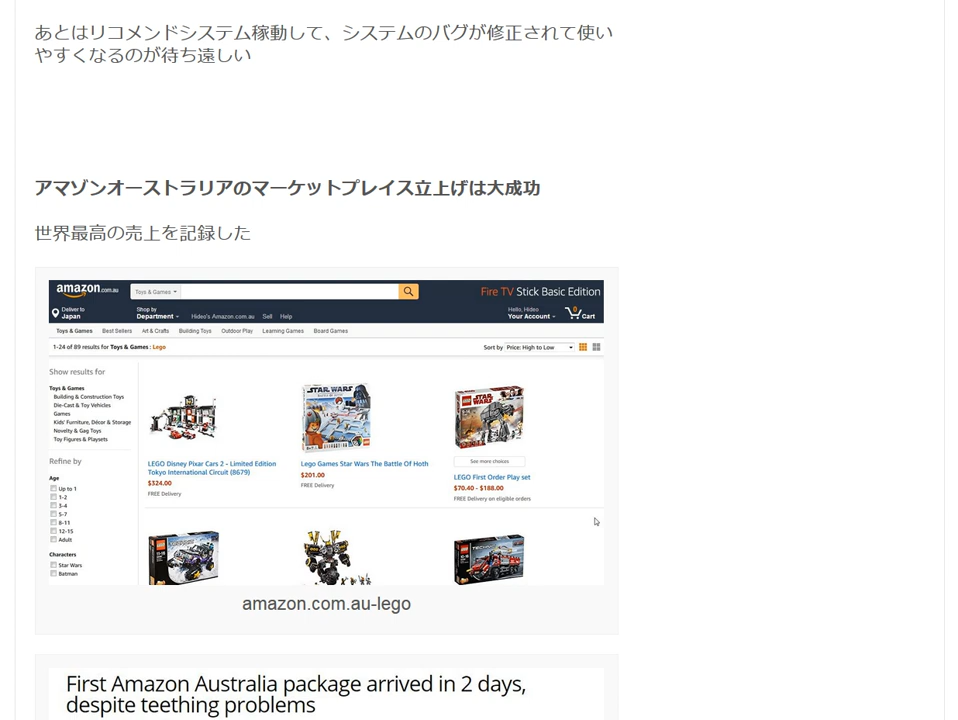 あとはリコメンドシステム稼動して、システムのバグが修正されて使い
やすくなるのが待ち遠しい
アマゾンオーストラリアのマーケットプレイス立上げは大成功
世界最高の売上を記録した
amazon.com.au
Toys & Games
Fire TV Stick Basic Edition
Deliver to
Japan
Shop by
Department
Hideo's Amazon.com.au Sell Help
Hello, Hideo
Your Account
0
Cart
Toys & Games Best Sellers Art & Crafts Building Toys Outdoor Play Learning Games Board Games
1-24 of 89 results for Toys & Games : Lego
Sort by Price: High to Low
Show results for
Toys & Games
Building & Construction Toys
Die-Cast & Toy Vehicles
Games
Kids' Furniture, Décor & Storage
Novelty & Gag Toys
Toy Figures & Playsets
Refine by
Age
Up to 1
1-2
3-4
5-7
8-11
12-15
Adult
Characters
Star Wars
Batman
LEGO Disney Pixar Cars 2 - Limited Edition
Tokyo International Circuit (8679)
$324.00
FREE Delivery
STAR WARS
Lego Games Star Wars The Battle Of Hoth
$201.00
FREE Delivery
STAR WARS
See more choices
LEGO First Order Play set
$70.40 - $188.00
FREE Delivery on eligible orders
TECHNIC
amazon.com.au-lego
First Amazon Australia package arrived in 2 days,
despite teething problems